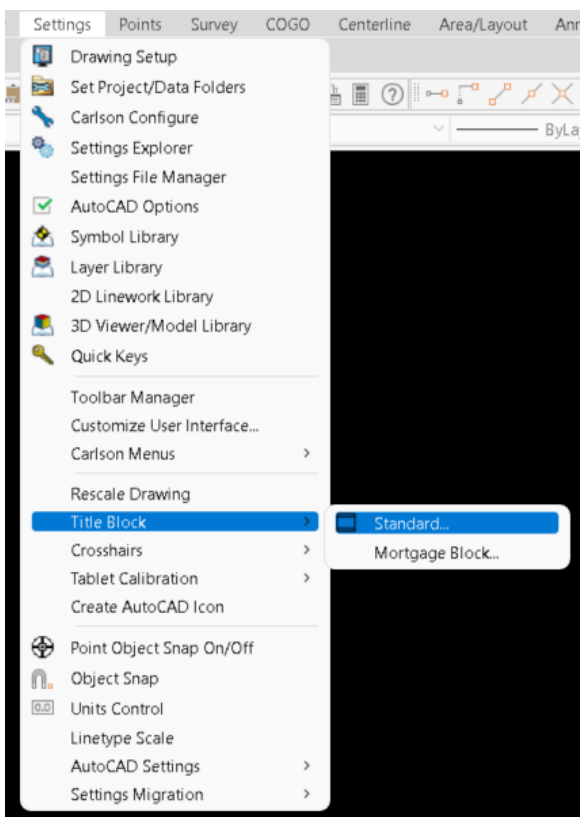 Settings Points Survey COGO Centerline Area/Layout
Drawing Setup
Set Project/Data Folders
Carlson Configure
Settings Explorer
Settings File Manager
AutoCAD Options
Symbol Library
Layer Library
2D Linework Library
3D Viewer/Model Library
Quick Keys
Toolbar Manager
Customize User Interface...
Carlson Menus
Rescale Drawing
Title Block
Standard...
Crosshairs
Mortgage Block...
Tablet Calibration
Create AutoCAD Icon
Point Object Snap On/Off
Object Snap
0.0 Units Control
Linetype Scale
AutoCAD Settings
Settings Migration